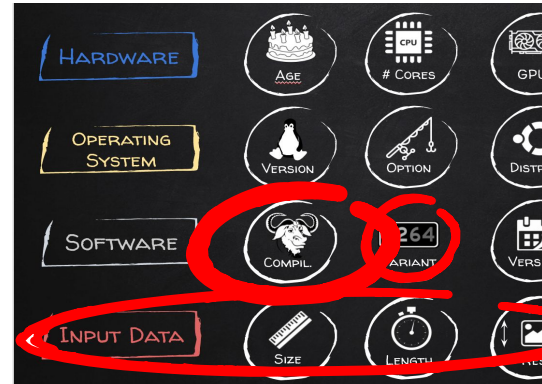 HARDWARE
AGE
CPU
# CORES
GPU
OPERATING
SYSTEM
VERSION
OPTION
SOFTWARE
COMPIL.
264
INPUT DATA
SIZE
LENGTH